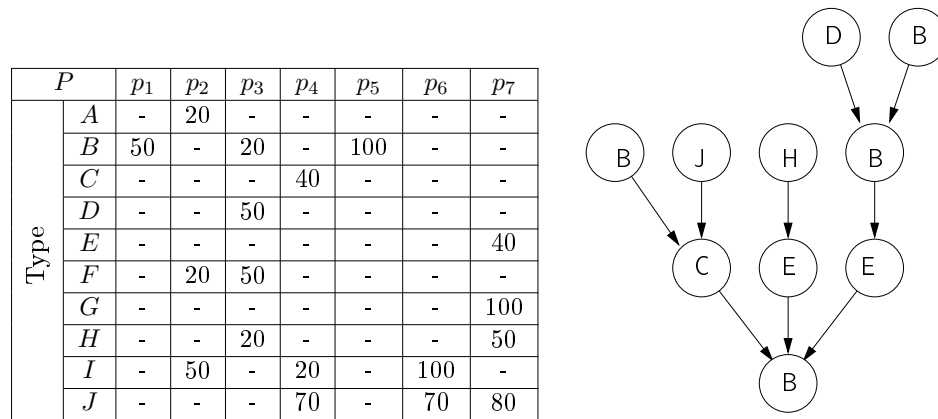 P p1 p2 p3 p4 p5 p6 p7
Type
A - 20 - - - - -
B 50 - 20 - 100 - -
C - - - 40 - - -
D - - 50 - - - -
E - - - - - - 40
F - 20 50 - - - -
G - - - - - - 100
H - - 20 - - - 50
I - 50 - 20 - 100 -
J - - - 70 - 70 80
D B
B J H B
C E E
B